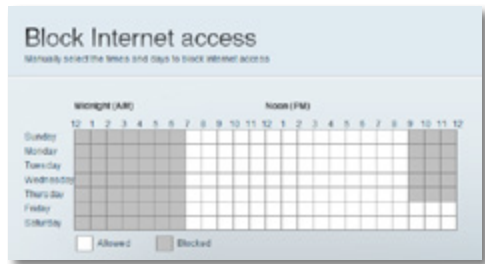 Block Internet access
Manually select the times and days to block internet access
Midnight (AM) Noon (PM)
12 1 2 3 4 5 6 7 8 9 10 11 12 1 2 3 4 5 6 7 8 9 10 11 12
Sunday
Monday
Tuesday
Wednesday
Thursday
Friday
Saturday
Allowed Blocked